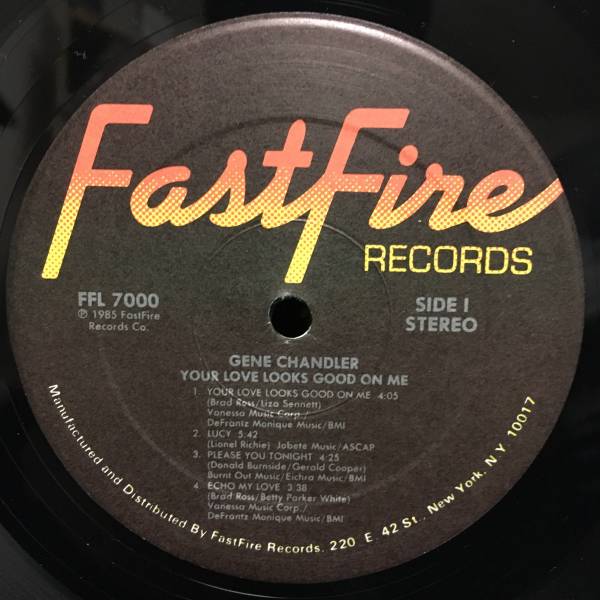 FastFire
RECORDS
FFL 7000
℗ 1985 FastFire
Records Co.
SIDE I
STEREO
GENE CHANDLER
YOUR LOVE LOOKS GOOD ON ME
1. YOUR LOVE LOOKS GOOD ON ME 4:05
(Brad Ross/Liza Sennett)
Vanessa Music Corp./
DeFrantz Monique Music/BMI
2. LUCY 5:42
(Lionel Richie) Jobete Music/ASCAP
3. PLEASE YOU TONIGHT 4:25
(Donald Burnside/Gerald Cooper)
Burnt Out Music/Eichra Music/BMI
4. ECHO MY LOVE 3:38
(Brad Ross/Betty Parker White)
Vanessa Music Corp./
DeFrantz Monique Music/BMI
Manufactured and Distributed By FastFire Records, 220 E. 42 St., New York, N.Y. 10017